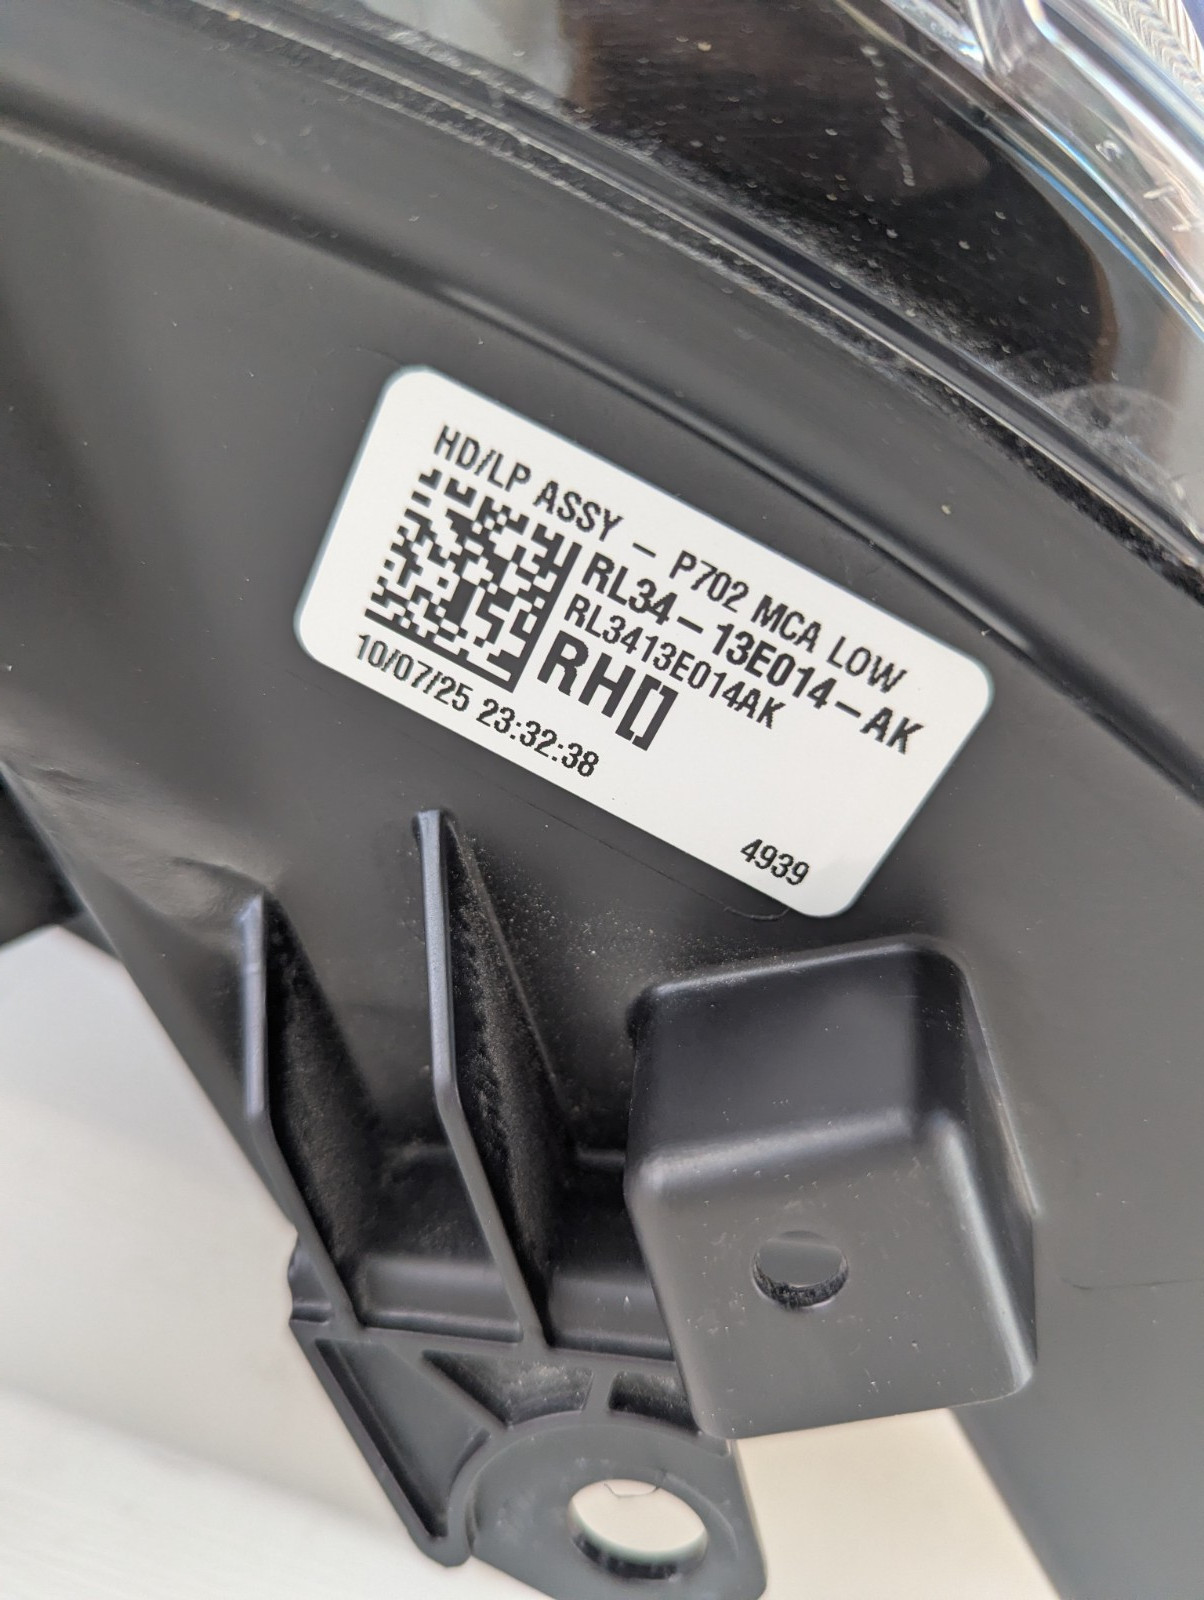 HD/LP ASSY - P702 MCA LOW
RL34-13E014-AK
RL3413E014AK
RH[]
10/07/25 23:32:38
4939